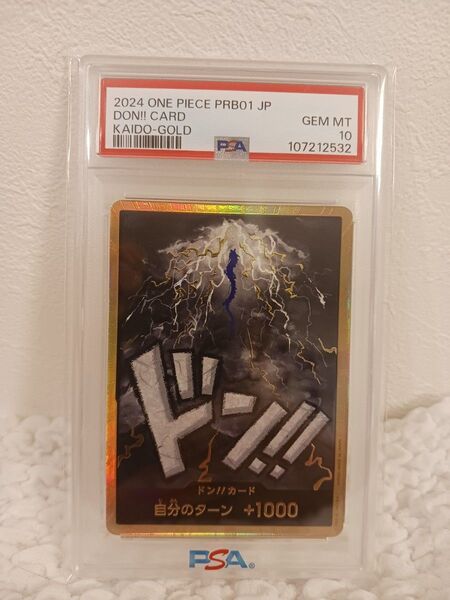 2024 ONE PIECE PRB01 JP
DON!! CARD
KAIDO-GOLD
GEM MT
10
107212532
PSA
ドン!!
ドン!!カード
自分のターン +1000
PSA